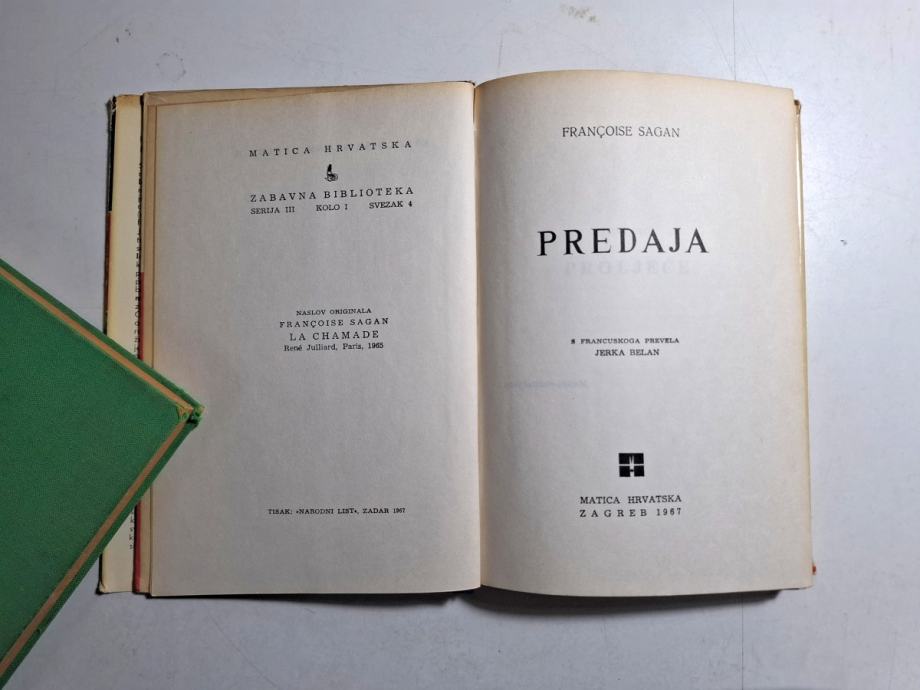 MATICA HRVATSKA
ZABAVNA BIBLIOTEKA
SERIJA III KOLO I SVEZAK 4
NASLOV ORIGINALA
FRANÇOISE SAGAN
LA CHAMADE
René Julliard, Paris, 1965
TISAK: »NARODNI LIST«, ZADAR 1967
FRANÇOISE SAGAN
PREDAJA
PROLJEĆE
S FRANCUSKOGA PREVELA
JERKA BELAN
MATICA HRVATSKA
ZAGREB 1967